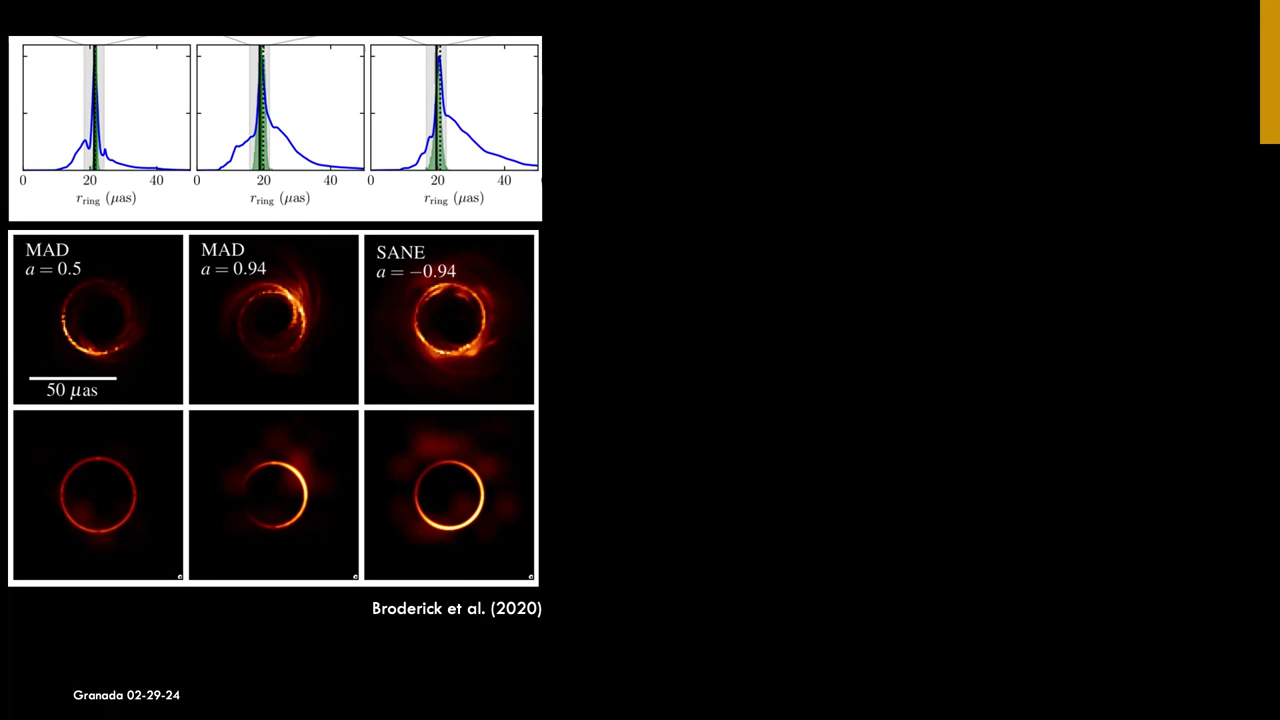 0 20 40 0 20 40 0 20 40
r_ring (μas) r_ring (μas) r_ring (μas)
MAD
a = 0.5
MAD
a = 0.94
SANE
a = −0.94
50 μas
Broderick et al. (2020)
Granada 02-29-24